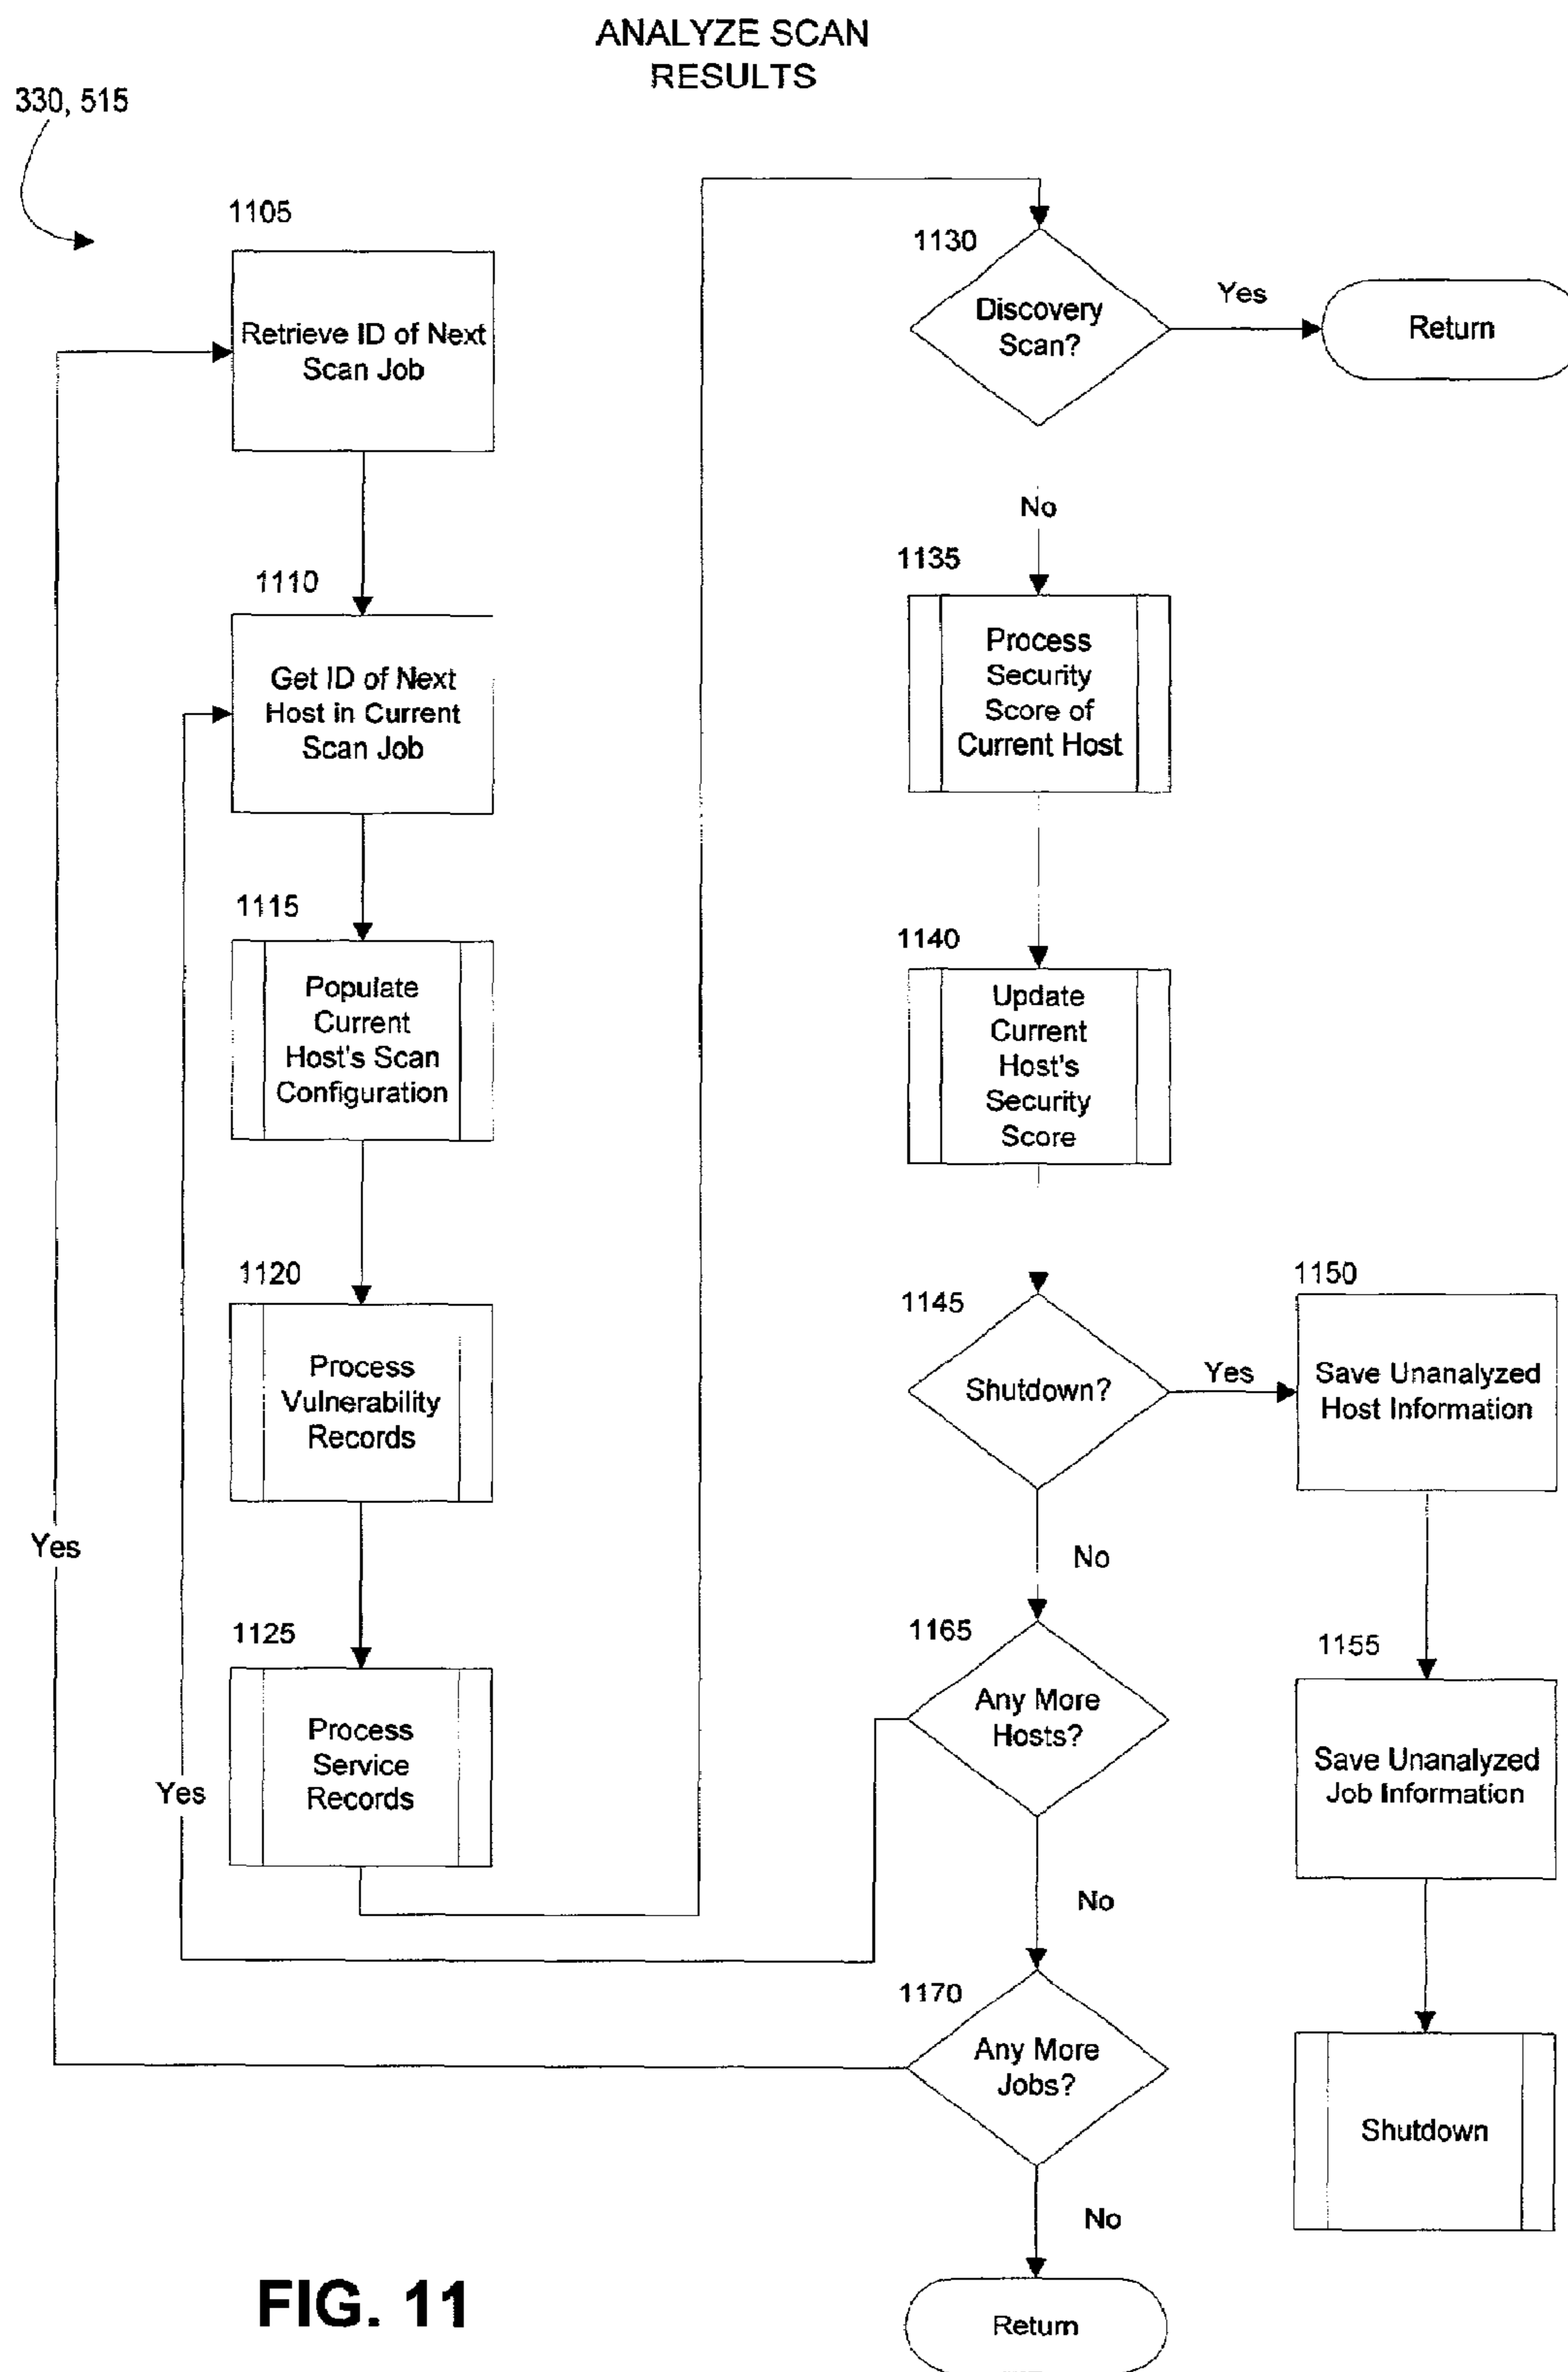 ANALYZE SCAN
RESULTS
330, 515
1105
Retrieve ID of Next
Scan Job
1110
Get ID of Next
Host in Current
Scan Job
1115
Populate
Current
Host's Scan
Configuration
1120
Process
Vulnerability
Records
Yes
1125
Process
Service
Records
Yes
1130
Discovery
Scan?
Yes
Return
No
1135
Process
Security
Score of
Current Host
1140
Update
Current
Host's
Security
Score
1145
Shutdown?
Yes
1150
Save Unanalyzed
Host Information
No
1165
Any More
Hosts?
1155
Save Unanalyzed
Job Information
No
1170
Any More
Jobs?
Shutdown
No
Return
FIG. 11